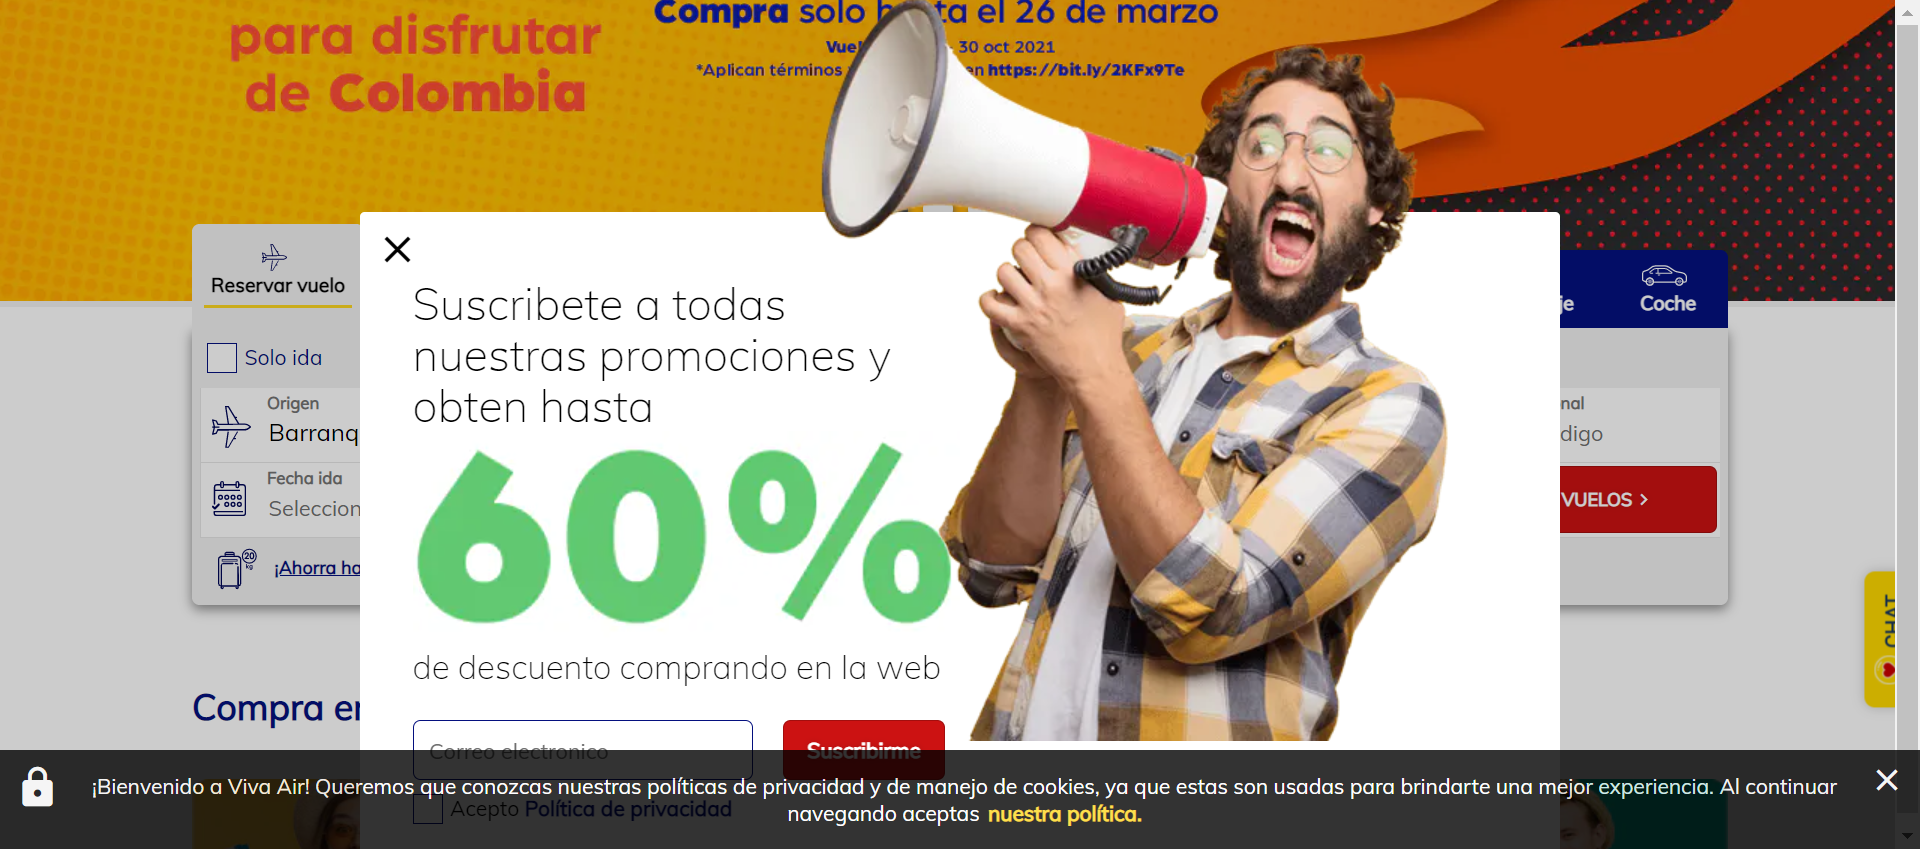 para disfrutar
de Colombia
Compra solo ta el 26 de marzo
Vue - 30 oct 2021
*Aplican términos en https://bit.ly/2KFx9Te
Reservar vuelo
je
Coche
Solo ida
Origen
Barranq
Fecha ida
Seleccion
20
kg
¡Ahorra ha
Suscribete a todas
nuestras promociones y
obten hasta
60%
de descuento comprando en la web
Correo electronico
Suscribirme
Acepto Política de privacidad
nal
digo
VUELOS >
CHAT
Compra en
¡Bienvenido a Viva Air! Queremos que conozcas nuestras políticas de privacidad y de manejo de cookies, ya que estas son usadas para brindarte una mejor experiencia. Al continuar
navegando aceptas nuestra política.